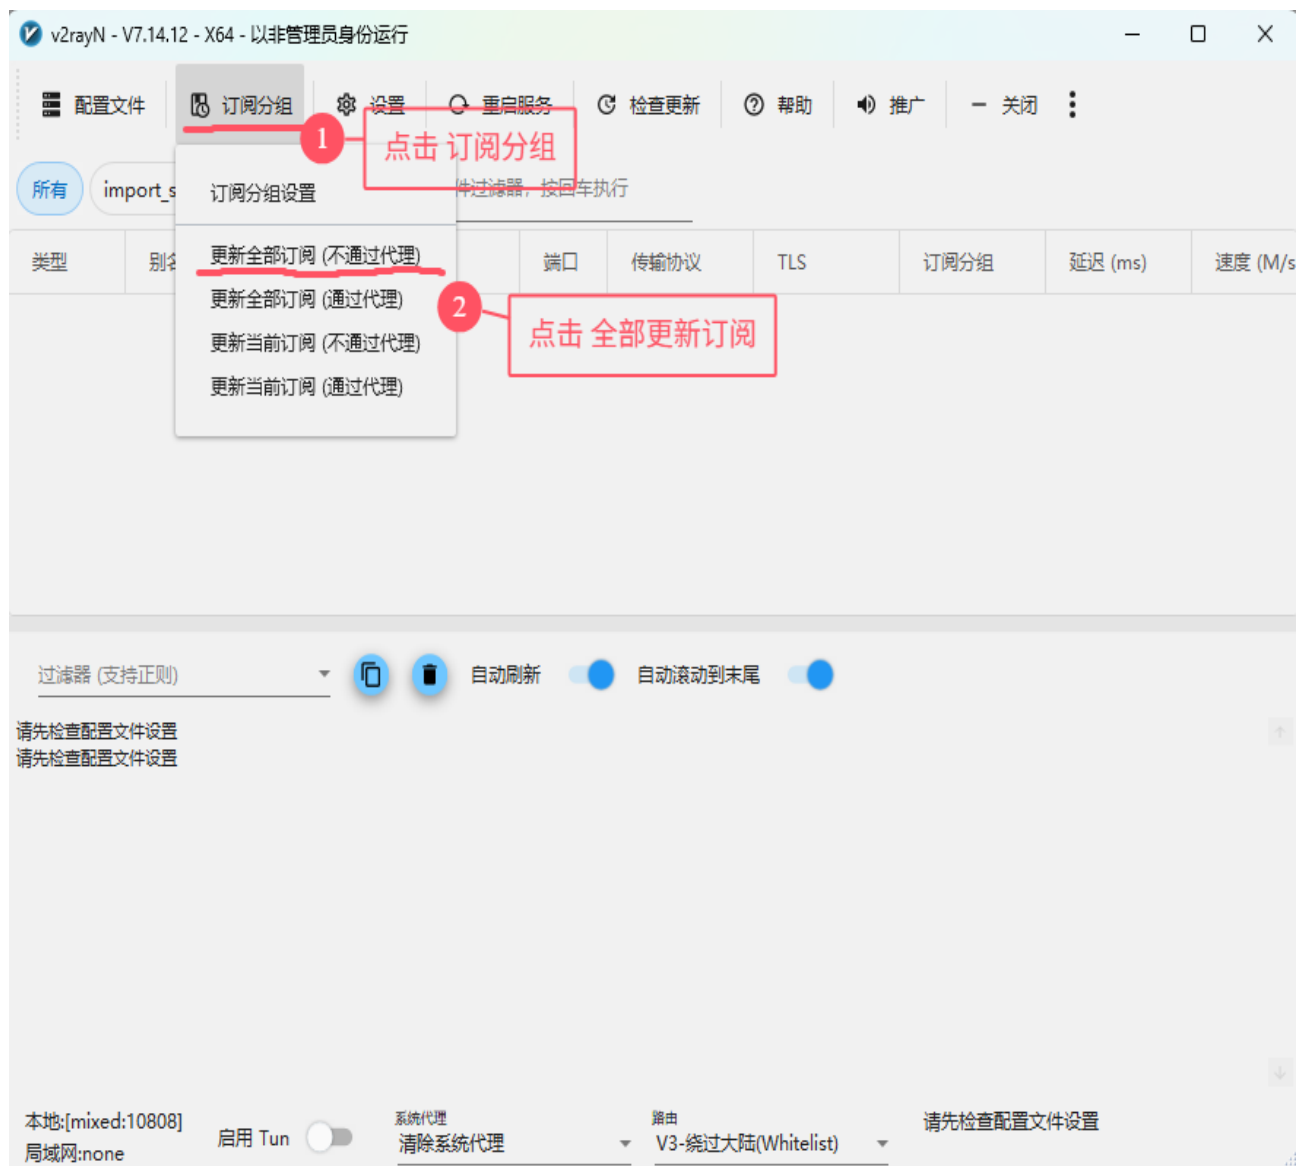 v2rayN - V7.14.12 - X64 - 以非管理员身份运行
配置文件 订阅分组 设置 重启服务 检查更新 帮助 推广 关闭
1 点击 订阅分组
所有 import_s 订阅分组设置 件过滤器，按回车执行
类型 别名 端口 传输协议 TLS 订阅分组 延迟 (ms) 速度 (M/s
更新全部订阅 (不通过代理)
更新全部订阅 (通过代理)
2 点击 全部更新订阅
更新当前订阅 (不通过代理)
更新当前订阅 (通过代理)
过滤器 (支持正则) 自动刷新 自动滚动到末尾
请先检查配置文件设置
请先检查配置文件设置
本地:[mixed:10808]
局域网:none
启用 Tun
系统代理
清除系统代理
路由
V3-绕过大陆(Whitelist)
请先检查配置文件设置